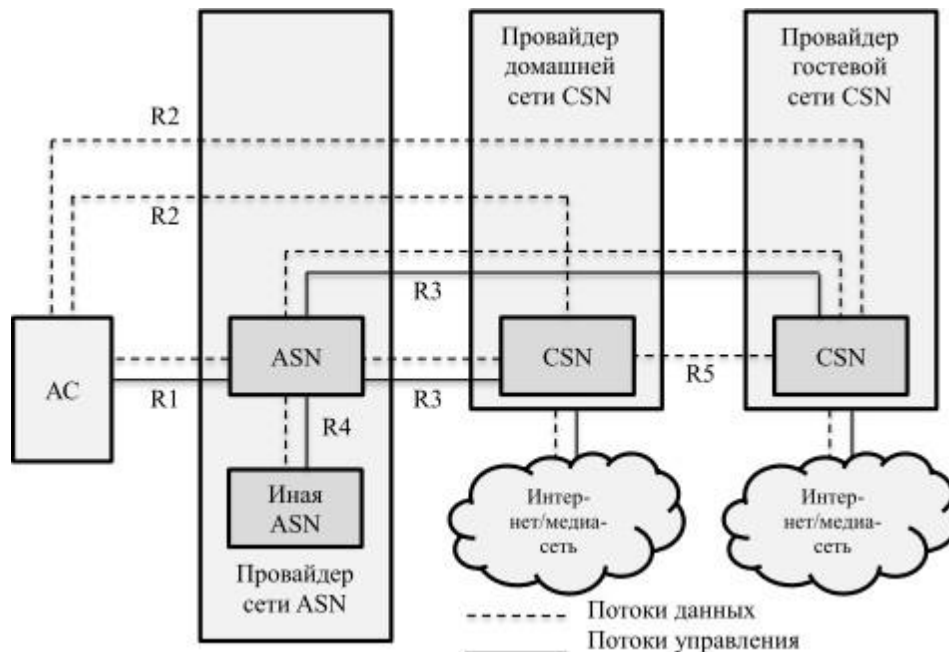 Провайдер
домашней
сети CSN
Провайдер
гостевой
сети CSN
R2
R2
R3
AC
R1
ASN
R3
CSN
R5
CSN
R4
Иная
ASN
Провайдер
сети ASN
Интер-
нет/медиа-
сеть
Интер-
нет/медиа-
сеть
Потоки данных
Потоки управления